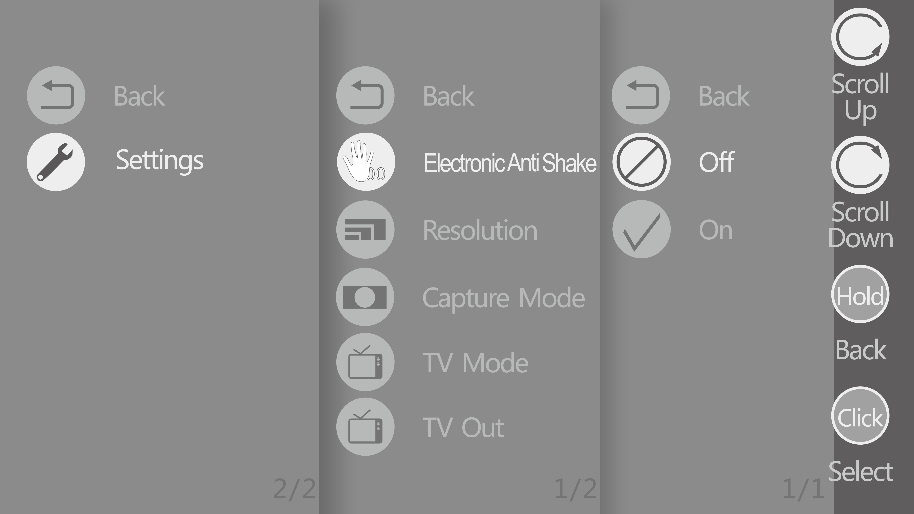 Back
Settings
2/2
Back
Electronic Anti Shake
Resolution
Capture Mode
TV Mode
TV Out
1/2
Back
Off
On
1/1
Scroll
Up
Scroll
Down
Hold
Back
Click
Select